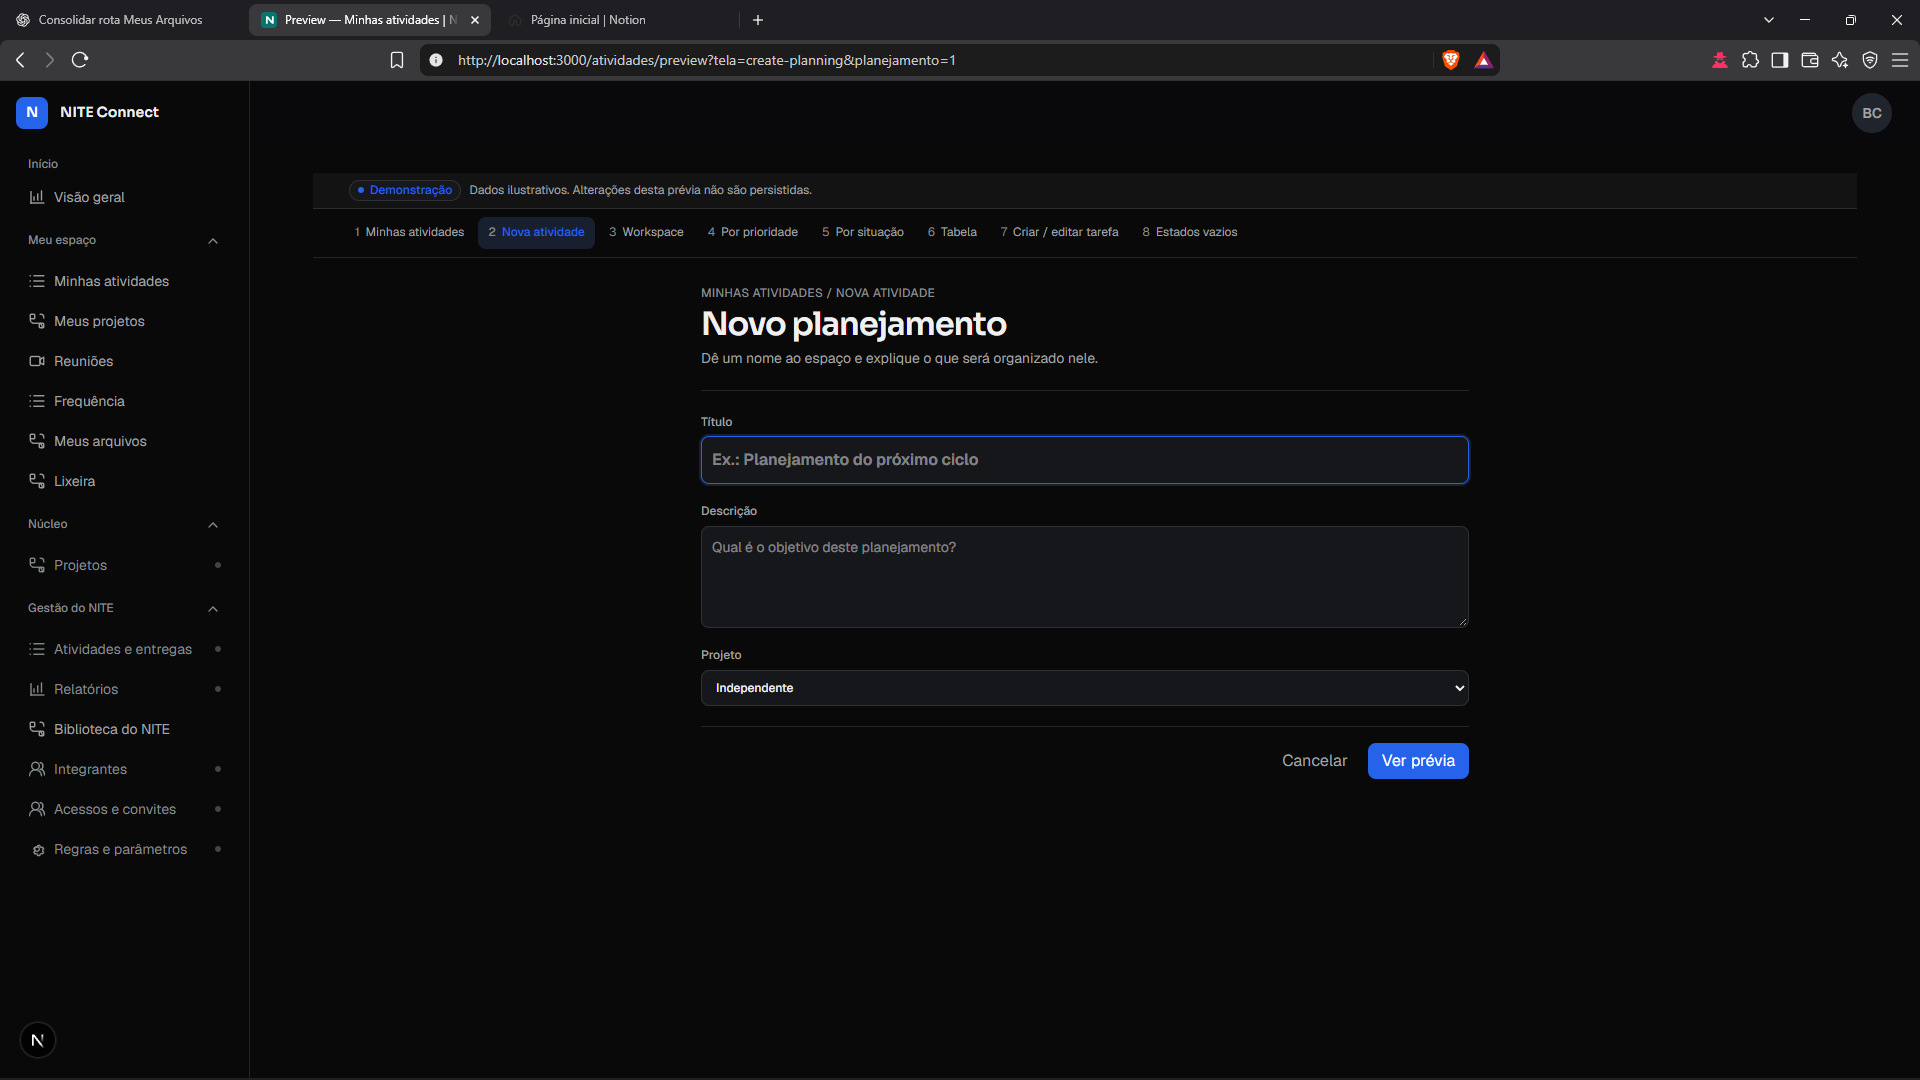 Consolidar rota Meus Arquivos
Preview — Minhas atividades | N
Página inicial | Notion
http://localhost:3000/atividades/preview?tela=create-planning&planejamento=1
N NITE Connect
BC
Início
Visão geral
Meu espaço
Minhas atividades
Meus projetos
Reuniões
Frequência
Meus arquivos
Lixeira
Núcleo
Projetos
Gestão do NITE
Atividades e entregas
Relatórios
Biblioteca do NITE
Integrantes
Acessos e convites
Regras e parâmetros
N
Demonstração Dados ilustrativos. Alterações desta prévia não são persistidas.
1 Minhas atividades 2 Nova atividade 3 Workspace 4 Por prioridade 5 Por situação 6 Tabela 7 Criar / editar tarefa 8 Estados vazios
MINHAS ATIVIDADES / NOVA ATIVIDADE
Novo planejamento
Dê um nome ao espaço e explique o que será organizado nele.
Título
Ex.: Planejamento do próximo ciclo
Descrição
Qual é o objetivo deste planejamento?
Projeto
Independente
Cancelar Ver prévia